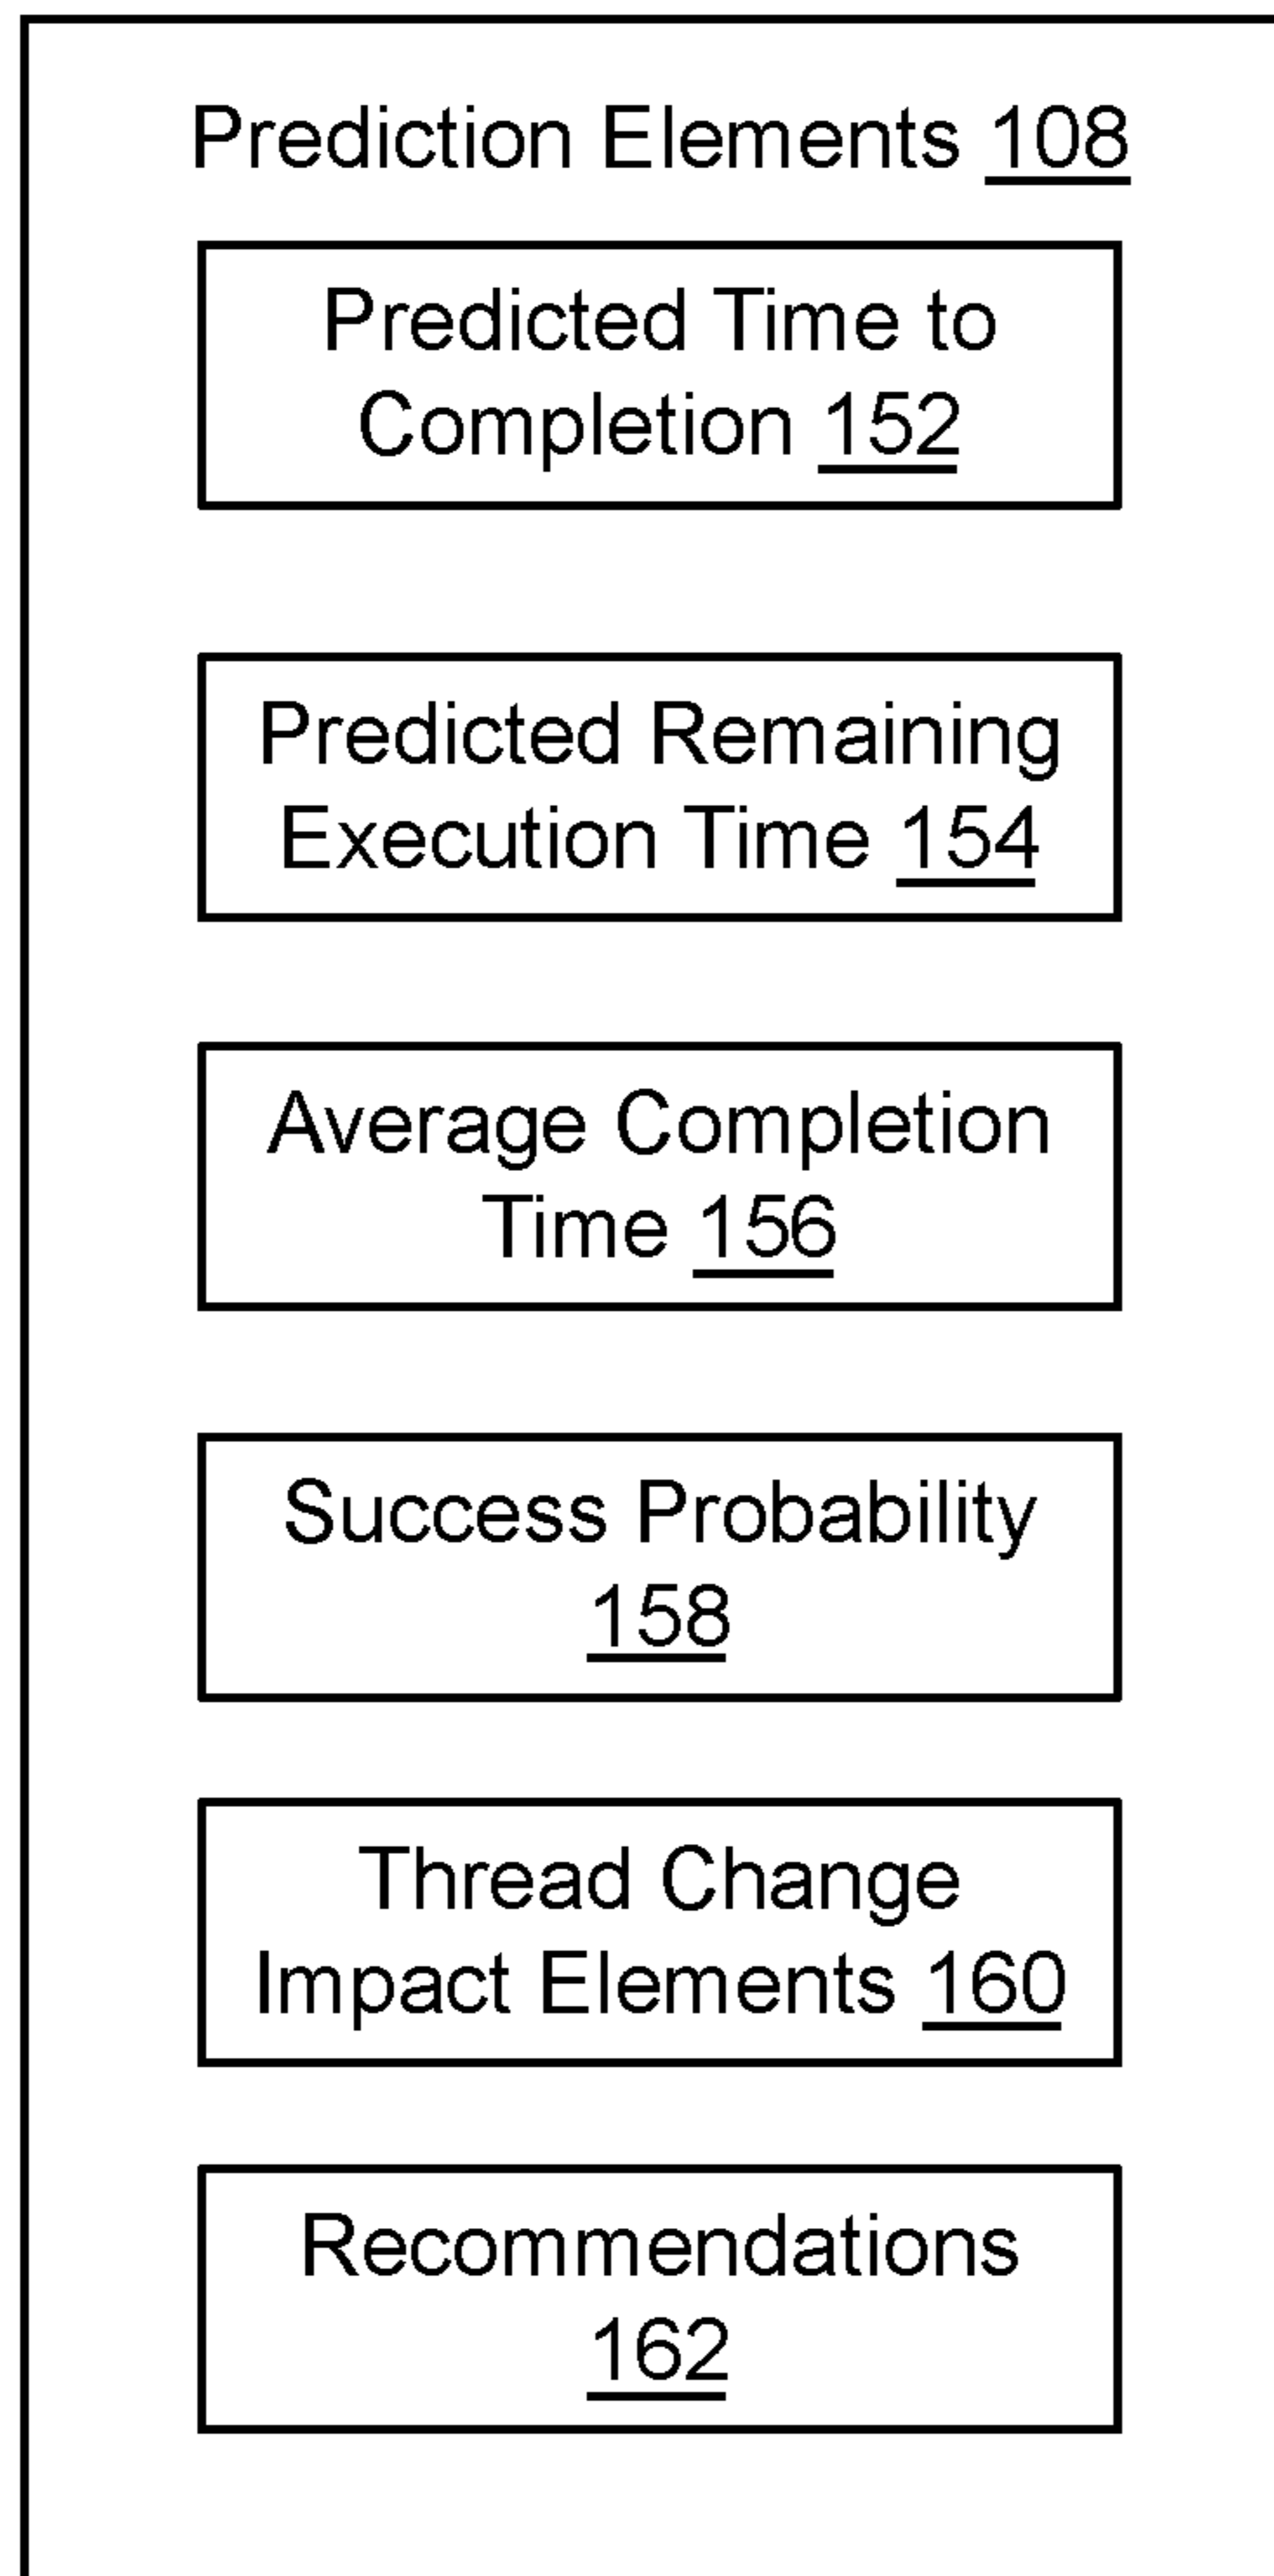 Prediction Elements 108
Predicted Time to
Completion 152
Predicted Remaining
Execution Time 154
Average Completion
Time 156
Success Probability
158
Thread Change
Impact Elements 160
Recommendations
162